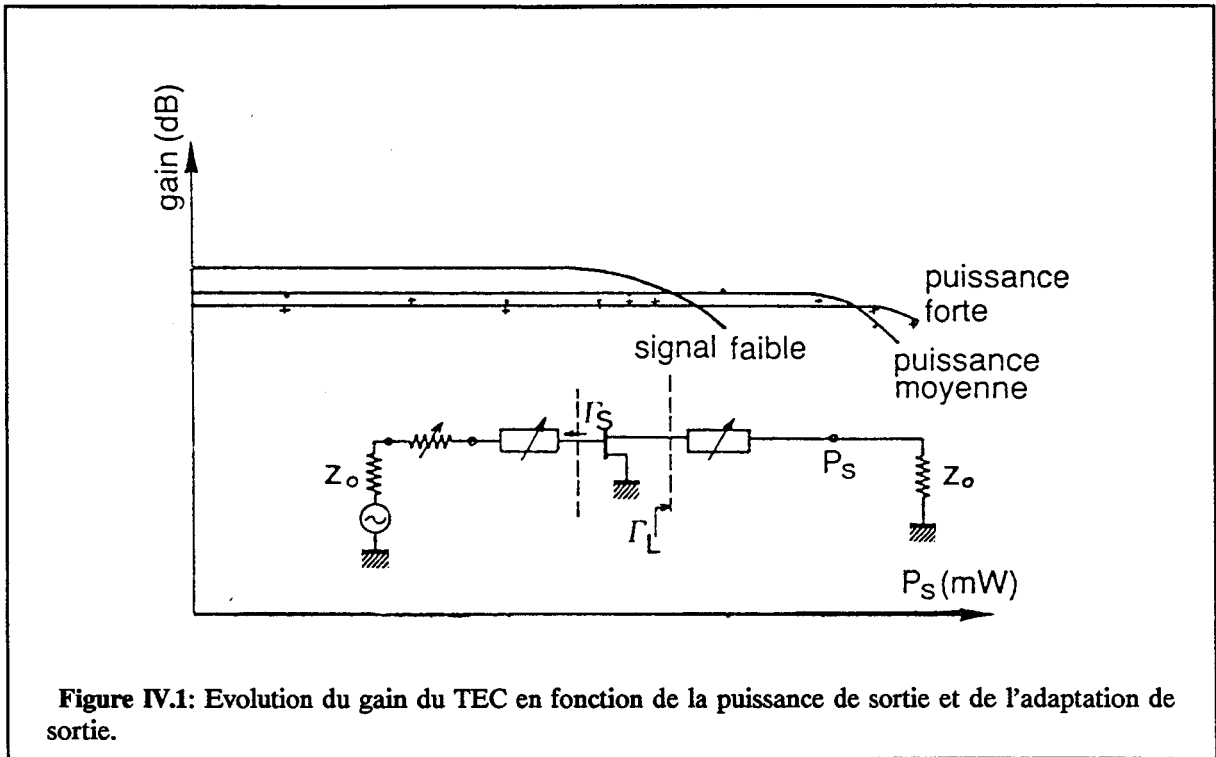 gain (dB)
puissance
forte
signal faible
puissance
moyenne
ΓS
Zo
PS
Zo
ΓL
PS (mW)
Figure IV.1: Evolution du gain du TEC en fonction de la puissance de sortie et de l'adaptation de
sortie.